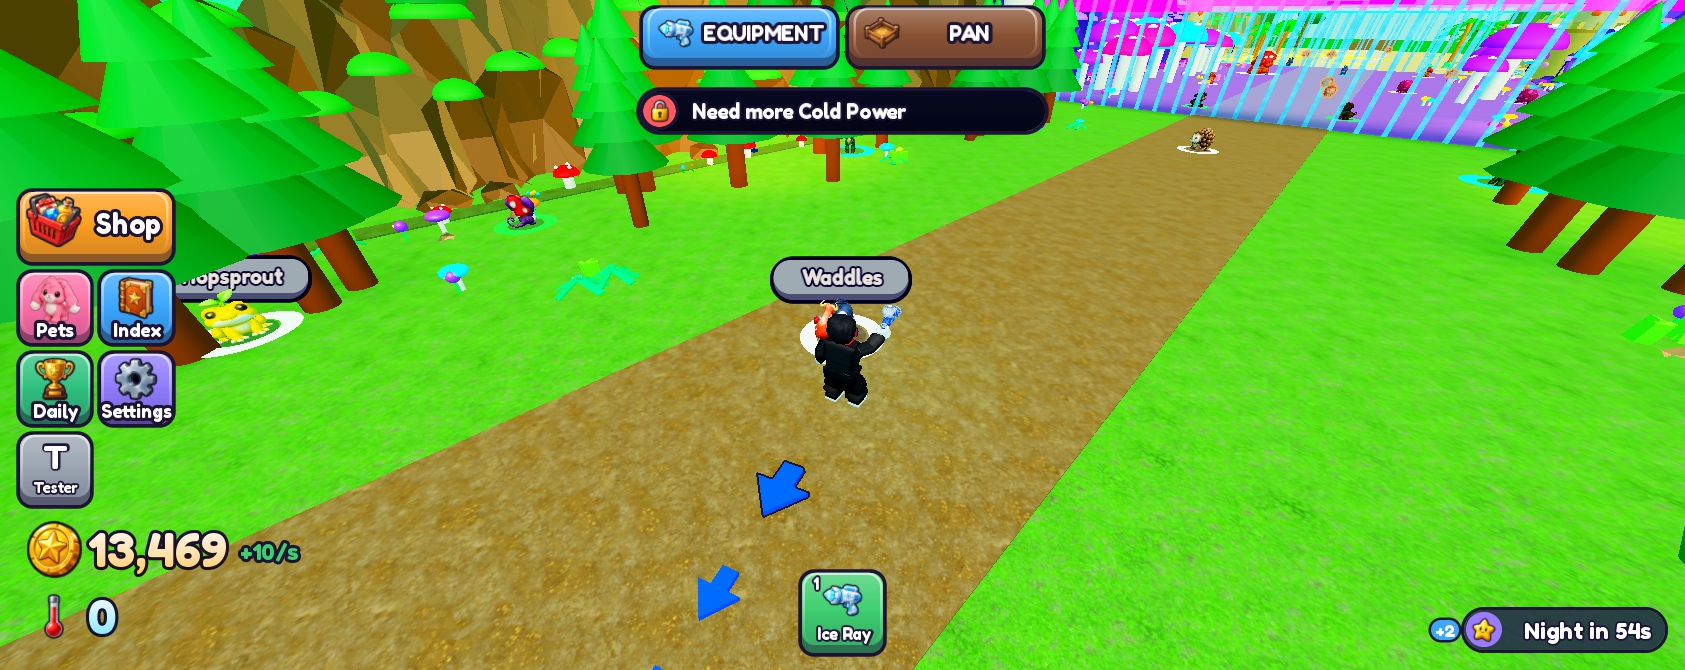 EQUIPMENT
PAN
Need more Cold Power
Shop
Pets
Index
Daily
Settings
T
Tester
opsprout
Waddles
13,469
+10/s
0
1
Ice Ray
+2
Night in 54s